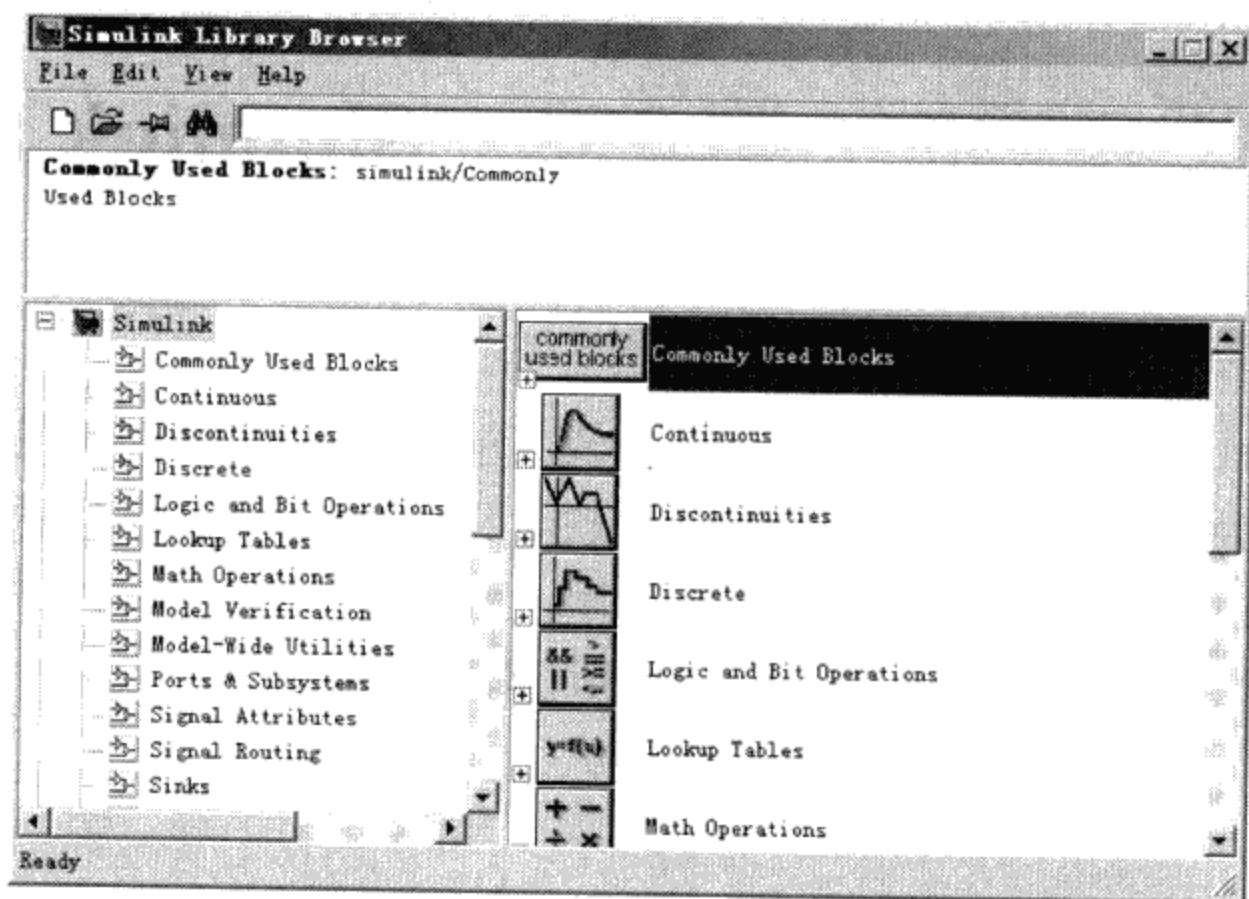 Simulink Library Browser
File Edit View Help
Commonly Used Blocks: simulink/Commonly
Used Blocks
Simulink
Commonly Used Blocks
Continuous
Discontinuities
Discrete
Logic and Bit Operations
Lookup Tables
Math Operations
Model Verification
Model-Wide Utilities
Ports & Subsystems
Signal Attributes
Signal Routing
Sinks
commonly
used blocks
Commonly Used Blocks
Continuous
Discontinuities
Discrete
&& >
|| >=
<=
Logic and Bit Operations
y=f(u)
Lookup Tables
+ −
÷ ×
Math Operations
Ready